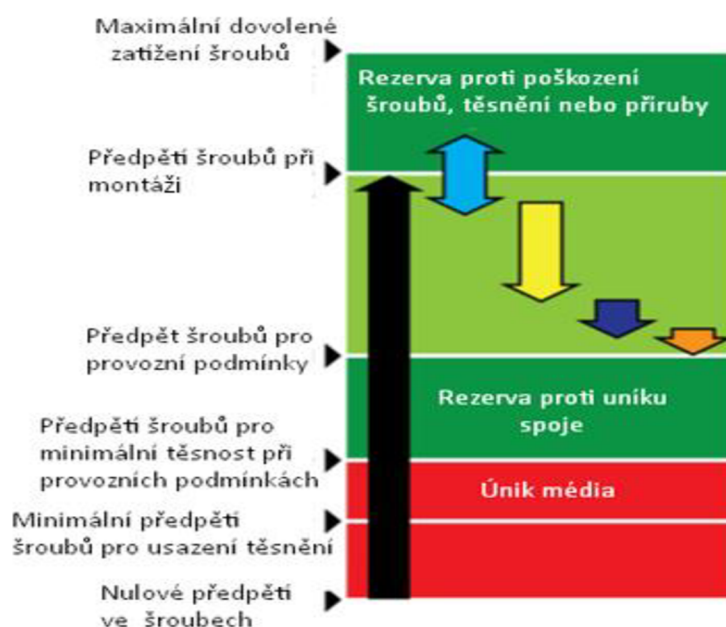 Maximální dovolené
zatížení šroubů
Rezerva proti poškození
šroubů, těsnění nebo příruby
Předpětí šroubů při
montáži
Předpět šroubů pro
provozní podmínky
Rezerva proti uníku
spoje
Předpětí šroubů pro
minimální těsnost při
provozních podmínkách
Únik média
Minimální předpětí
šroubů pro usazení těsnění
Nulové předpětí
ve šroubech